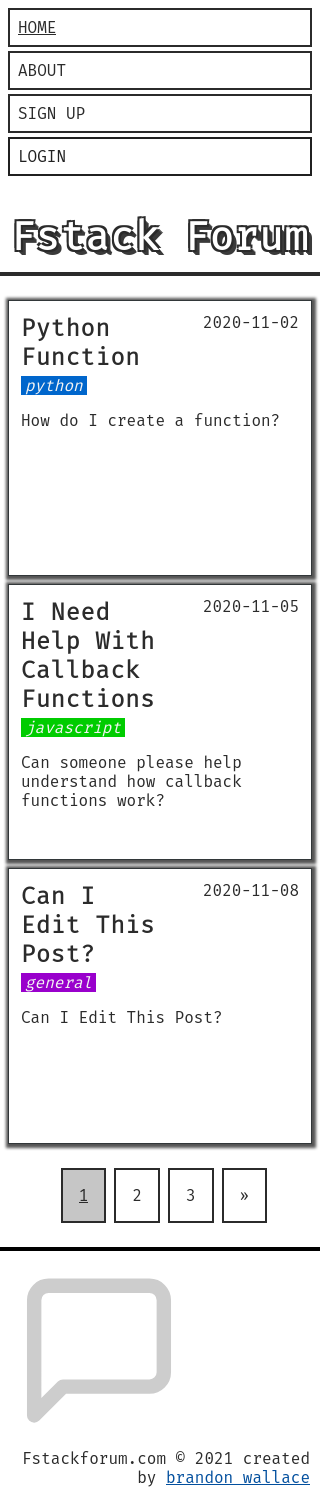 HOME
ABOUT
SIGN UP
LOGIN
Fstack Forum
Python
Function
2020-11-02
python
How do I create a function?
I Need
Help With
Callback
Functions
2020-11-05
javascript
Can someone please help
understand how callback
functions work?
Can I
Edit This
Post?
2020-11-08
general
Can I Edit This Post?
1 2 3 »
Fstackforum.com © 2021 created
by brandon wallace